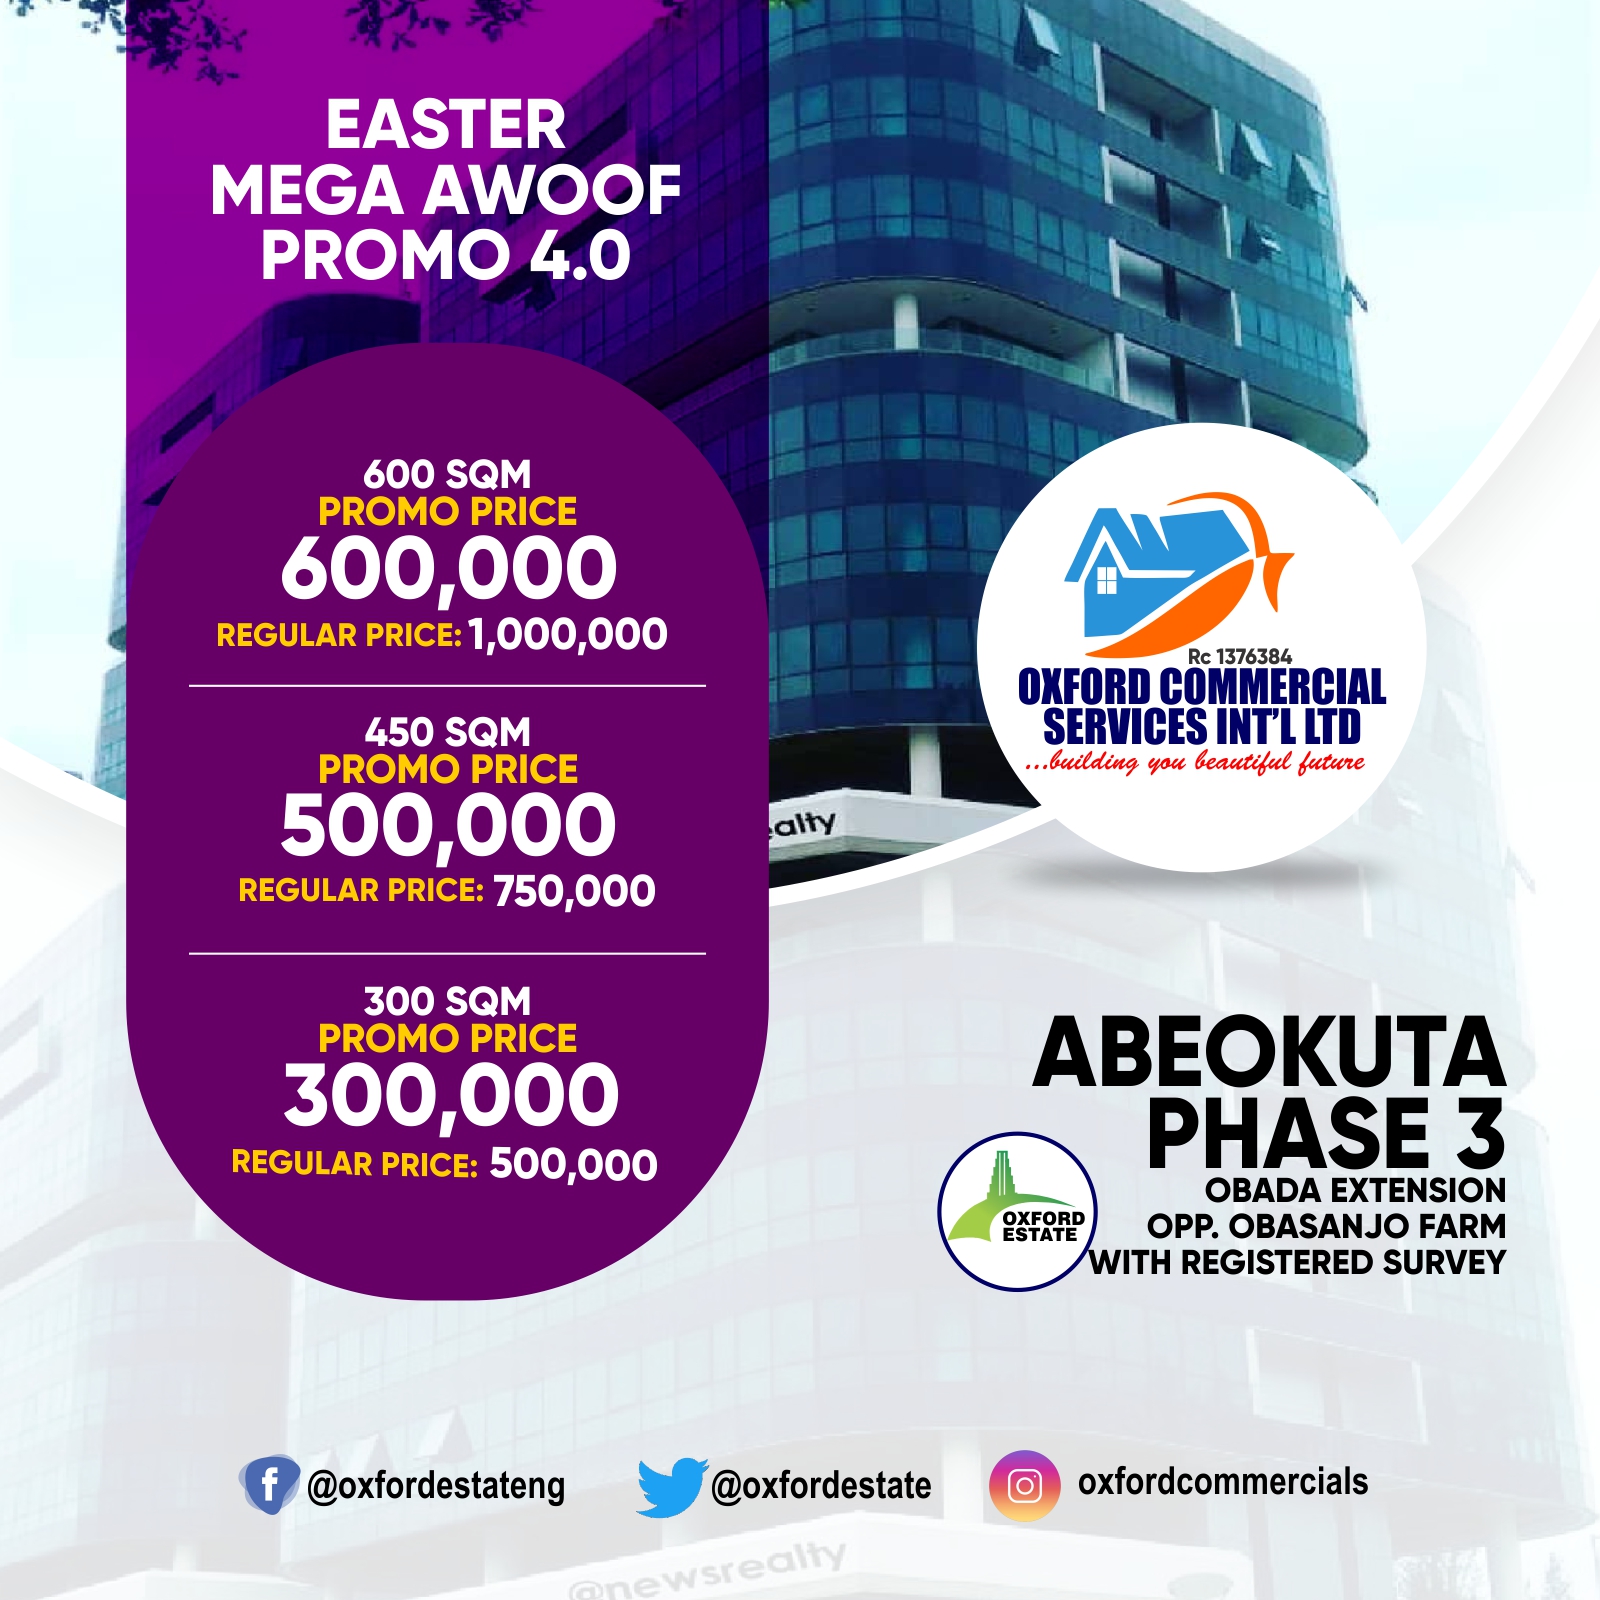 EASTER
MEGA AWOOF
PROMO 4.0
600 SQM
PROMO PRICE
600,000
REGULAR PRICE: 1,000,000
450 SQM
PROMO PRICE
500,000
REGULAR PRICE: 750,000
300 SQM
PROMO PRICE
300,000
REGULAR PRICE: 500,000
ealty
Rc 1376384
OXFORD COMMERCIAL
SERVICES INT'L LTD
...building you beautiful future
ABEOKUTA
PHASE 3
OBADA EXTENSION
OPP. OBASANJO FARM
WITH REGISTERED SURVEY
OXFORD
ESTATE
@oxfordestateng
@oxfordestate
oxfordcommercials
@newsrealty